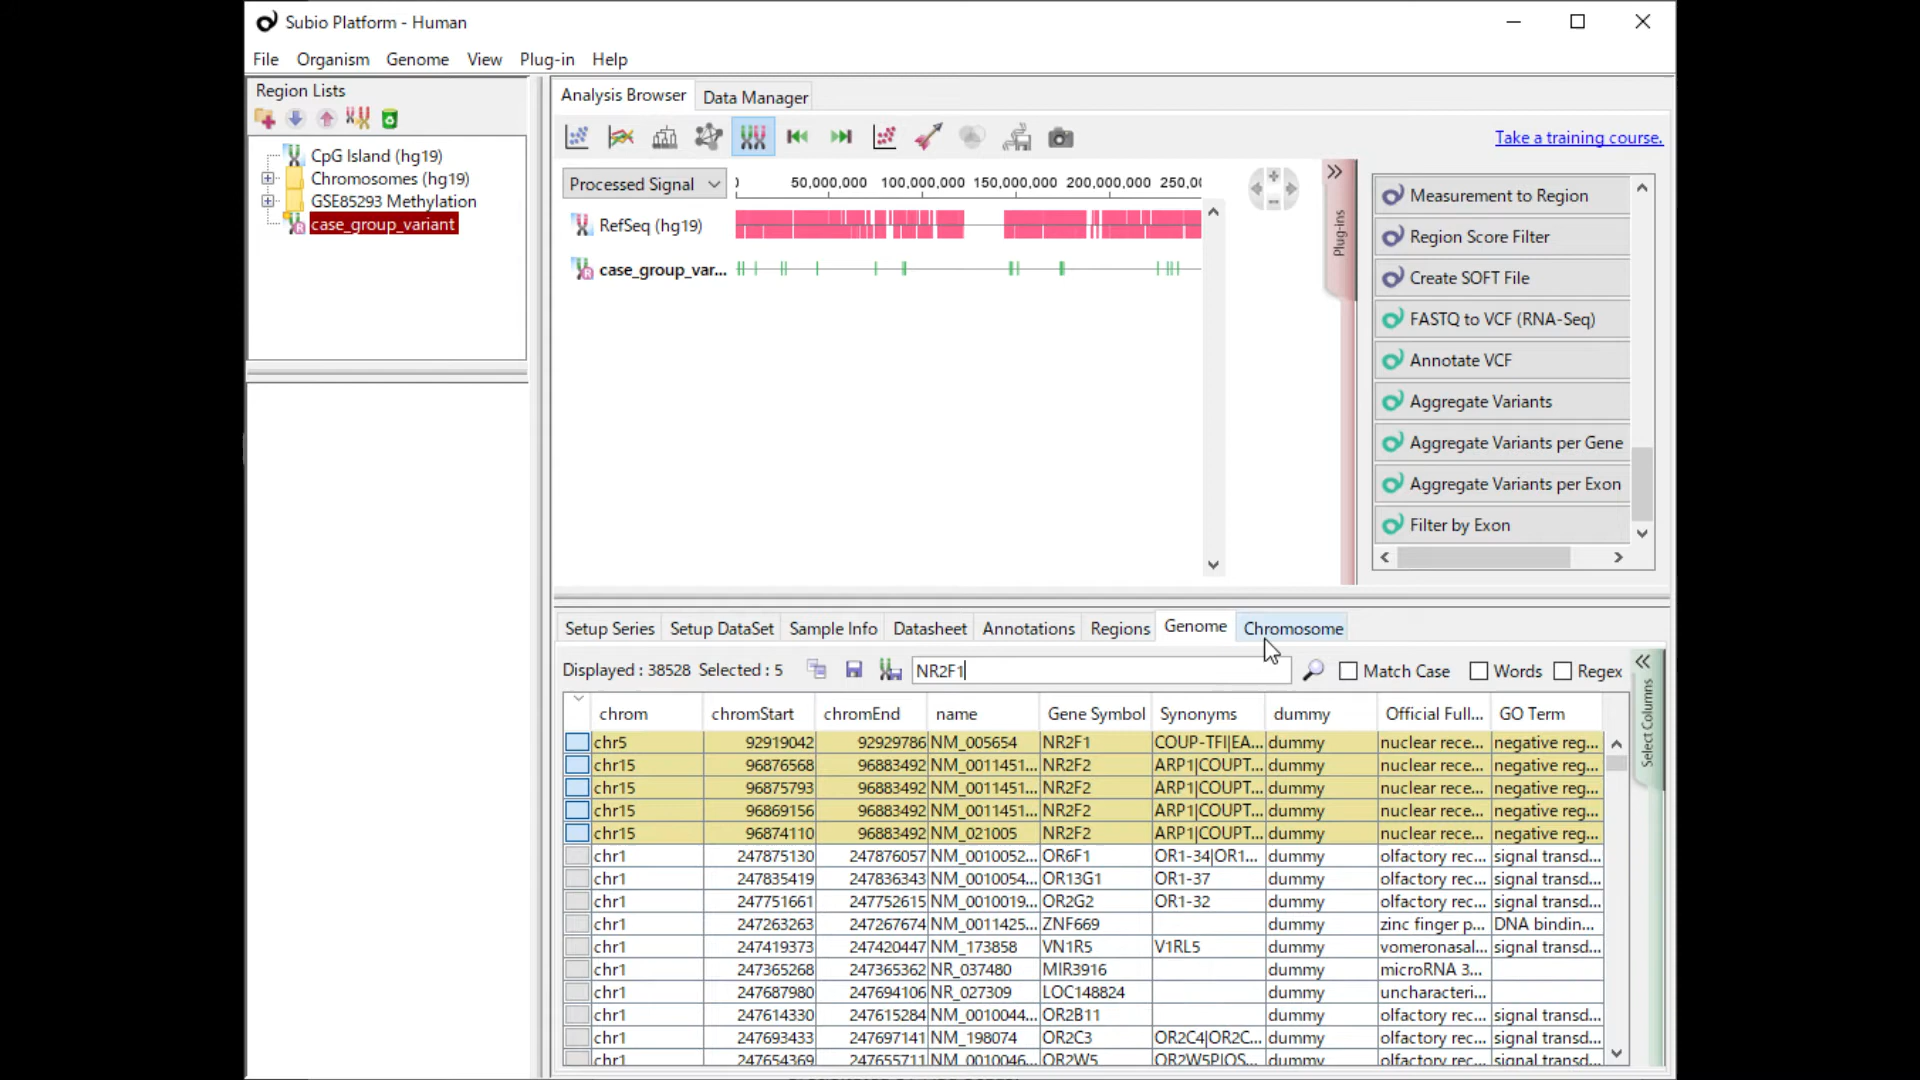 Subio Platform - Human
File Organism Genome View Plug-in Help
Region Lists
CpG Island (hg19)
Chromosomes (hg19)
GSE85293 Methylation
case_group_variant
Analysis Browser Data Manager
Take a training course.
Processed Signal
50,000,000 100,000,000 150,000,000 200,000,000 250,0
RefSeq (hg19)
case_group_var...
Plug-ins
Measurement to Region
Region Score Filter
Create SOFT File
FASTQ to VCF (RNA-Seq)
Annotate VCF
Aggregate Variants
Aggregate Variants per Gene
Aggregate Variants per Exon
Filter by Exon
Setup Series Setup DataSet Sample Info Datasheet Annotations Regions Genome Chromosome
Displayed : 38528 Selected : 5 NR2F1 Match Case Words Regex
Select Columns
chrom chromStart chromEnd name Gene Symbol Synonyms dummy Official Full... GO Term
chr5 92919042 92929786 NM_005654 NR2F1 COUP-TFI|EA... dummy nuclear rece... negative reg...
chr15 96876568 96883492 NM_0011451... NR2F2 ARP1|COUPT... dummy nuclear rece... negative reg...
chr15 96875793 96883492 NM_0011451... NR2F2 ARP1|COUPT... dummy nuclear rece... negative reg...
chr15 96869156 96883492 NM_0011451... NR2F2 ARP1|COUPT... dummy nuclear rece... negative reg...
chr15 96874110 96883492 NM_021005 NR2F2 ARP1|COUPT... dummy nuclear rece... negative reg...
chr1 247875130 247876057 NM_0010052... OR6F1 OR1-34|OR1... dummy olfactory rec... signal transd...
chr1 247835419 247836343 NM_0010054... OR13G1 OR1-37 dummy olfactory rec... signal transd...
chr1 247751661 247752615 NM_0010019... OR2G2 OR1-32 dummy olfactory rec... signal transd...
chr1 247263263 247267674 NM_0011425... ZNF669 dummy zinc finger p... DNA bindin...
chr1 247419373 247420447 NM_173858 VN1R5 V1RL5 dummy vomeronasal... signal transd...
chr1 247365268 247365362 NR_037480 MIR3916 dummy microRNA 3...
chr1 247687980 247694106 NR_027309 LOC148824 dummy uncharacteri...
chr1 247614330 247615284 NM_0010044... OR2B11 dummy olfactory rec... signal transd...
chr1 247693433 247697141 NM_198074 OR2C3 OR2C4|OR2C... dummy olfactory rec... signal transd...
chr1 247654369 247655711 NM_0010046... OR2W5 OR2W5P|OS... dummy olfactory rec... signal transd...